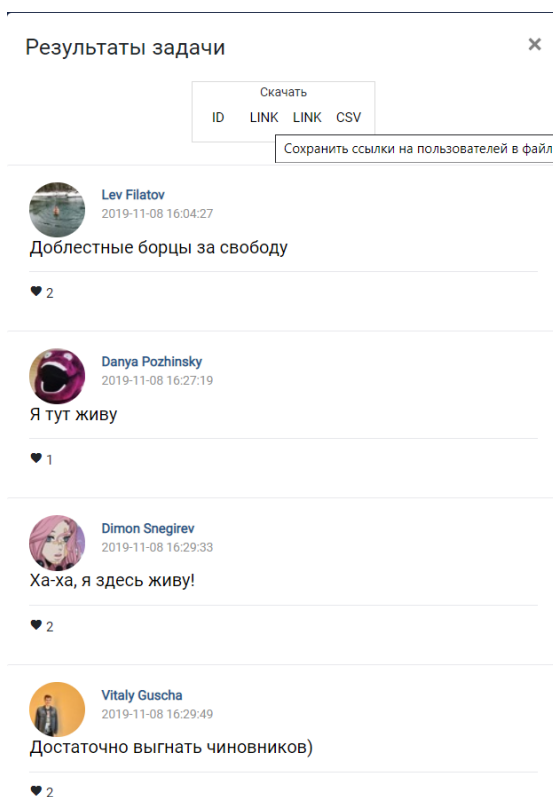 Результаты задачи ×
Скачать
ID LINK LINK CSV
Сохранить ссылки на пользователей в файл
Lev Filatov
2019-11-08 16:04:27
Доблестные борцы за свободу
2
Danya Pozhinsky
2019-11-08 16:27:19
Я тут живу
1
Dimon Snegirev
2019-11-08 16:29:33
Ха-ха, я здесь живу!
2
Vitaly Guscha
2019-11-08 16:29:49
Достаточно выгнать чиновников)
2